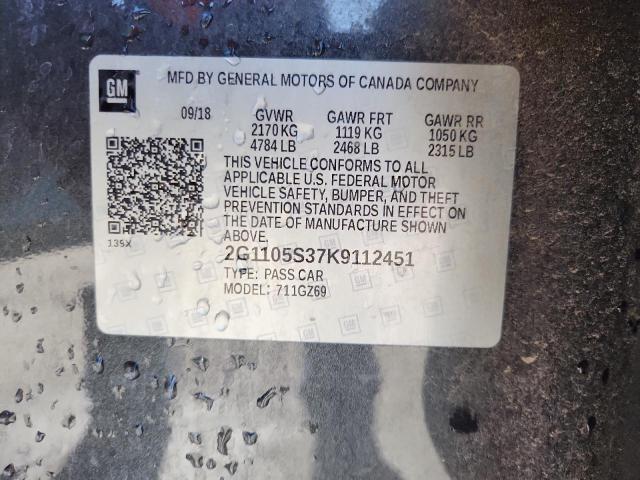 GM
MFD BY GENERAL MOTORS OF CANADA COMPANY
09/18 GVWR GAWR FRT GAWR RR
2170 KG 1119 KG 1050 KG
4784 LB 2468 LB 2315 LB
THIS VEHICLE CONFORMS TO ALL
APPLICABLE U.S. FEDERAL MOTOR
VEHICLE SAFETY, BUMPER, AND THEFT
PREVENTION STANDARDS IN EFFECT ON
THE DATE OF MANUFACTURE SHOWN
ABOVE.
135X
2G1105S37K9112451
TYPE: PASS CAR
MODEL: 711GZ69